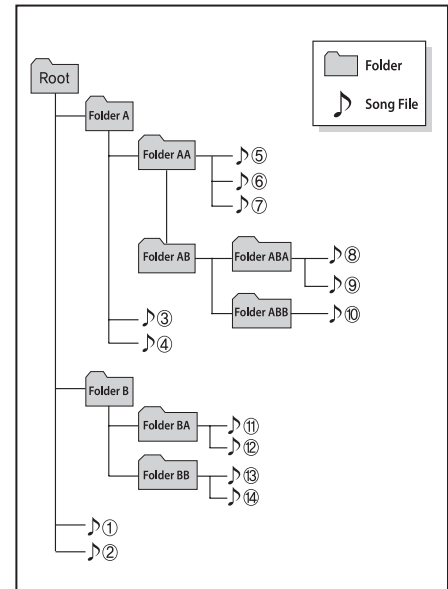 Root
Folder
Song File
Folder A
Folder AA
⑤
⑥
⑦
Folder AB
Folder ABA
⑧
⑨
Folder ABB
⑩
③
④
Folder B
Folder BA
⑪
⑫
Folder BB
⑬
⑭
①
②